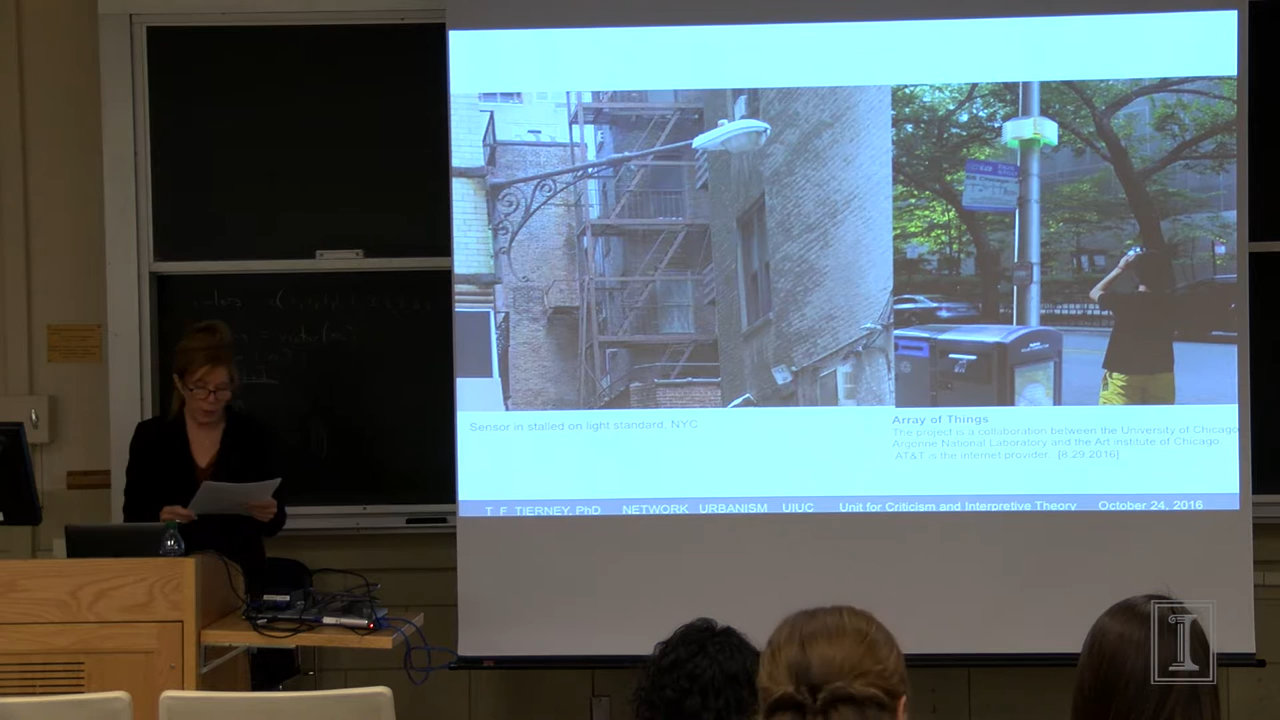 Sensor in stalled on light standard, NYC
Array of Things
The project is a collaboration between the University of Chicago
Argonne National Laboratory and the Art institute of Chicago.
AT&T is the internet provider. [8.29.2016]
T F TIERNEY, PhD NETWORK URBANISM UIUC Unit for Criticism and Interpretive Theory October 24, 2016
I